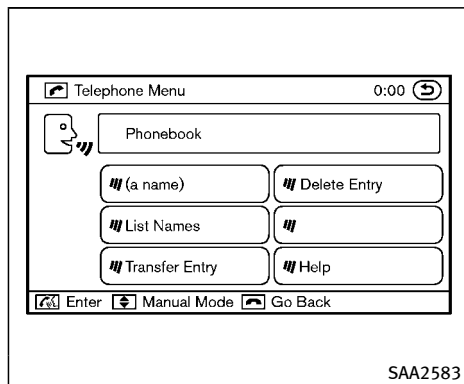 Telephone Menu 0:00
Phonebook
(a name) Delete Entry
List Names
Transfer Entry Help
Enter Manual Mode Go Back
SAA2583